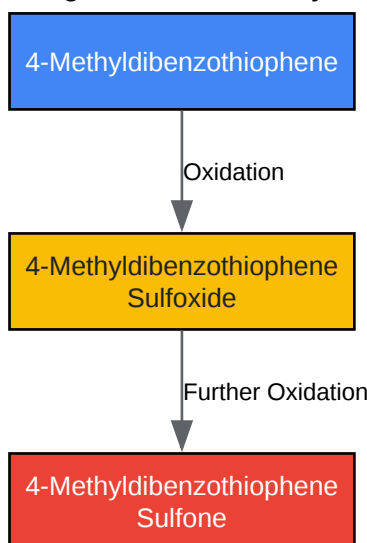 4-Methyldibenzothiophene
Oxidation
4-Methyldibenzothiophene
Sulfoxide
Further Oxidation
4-Methyldibenzothiophene
Sulfone